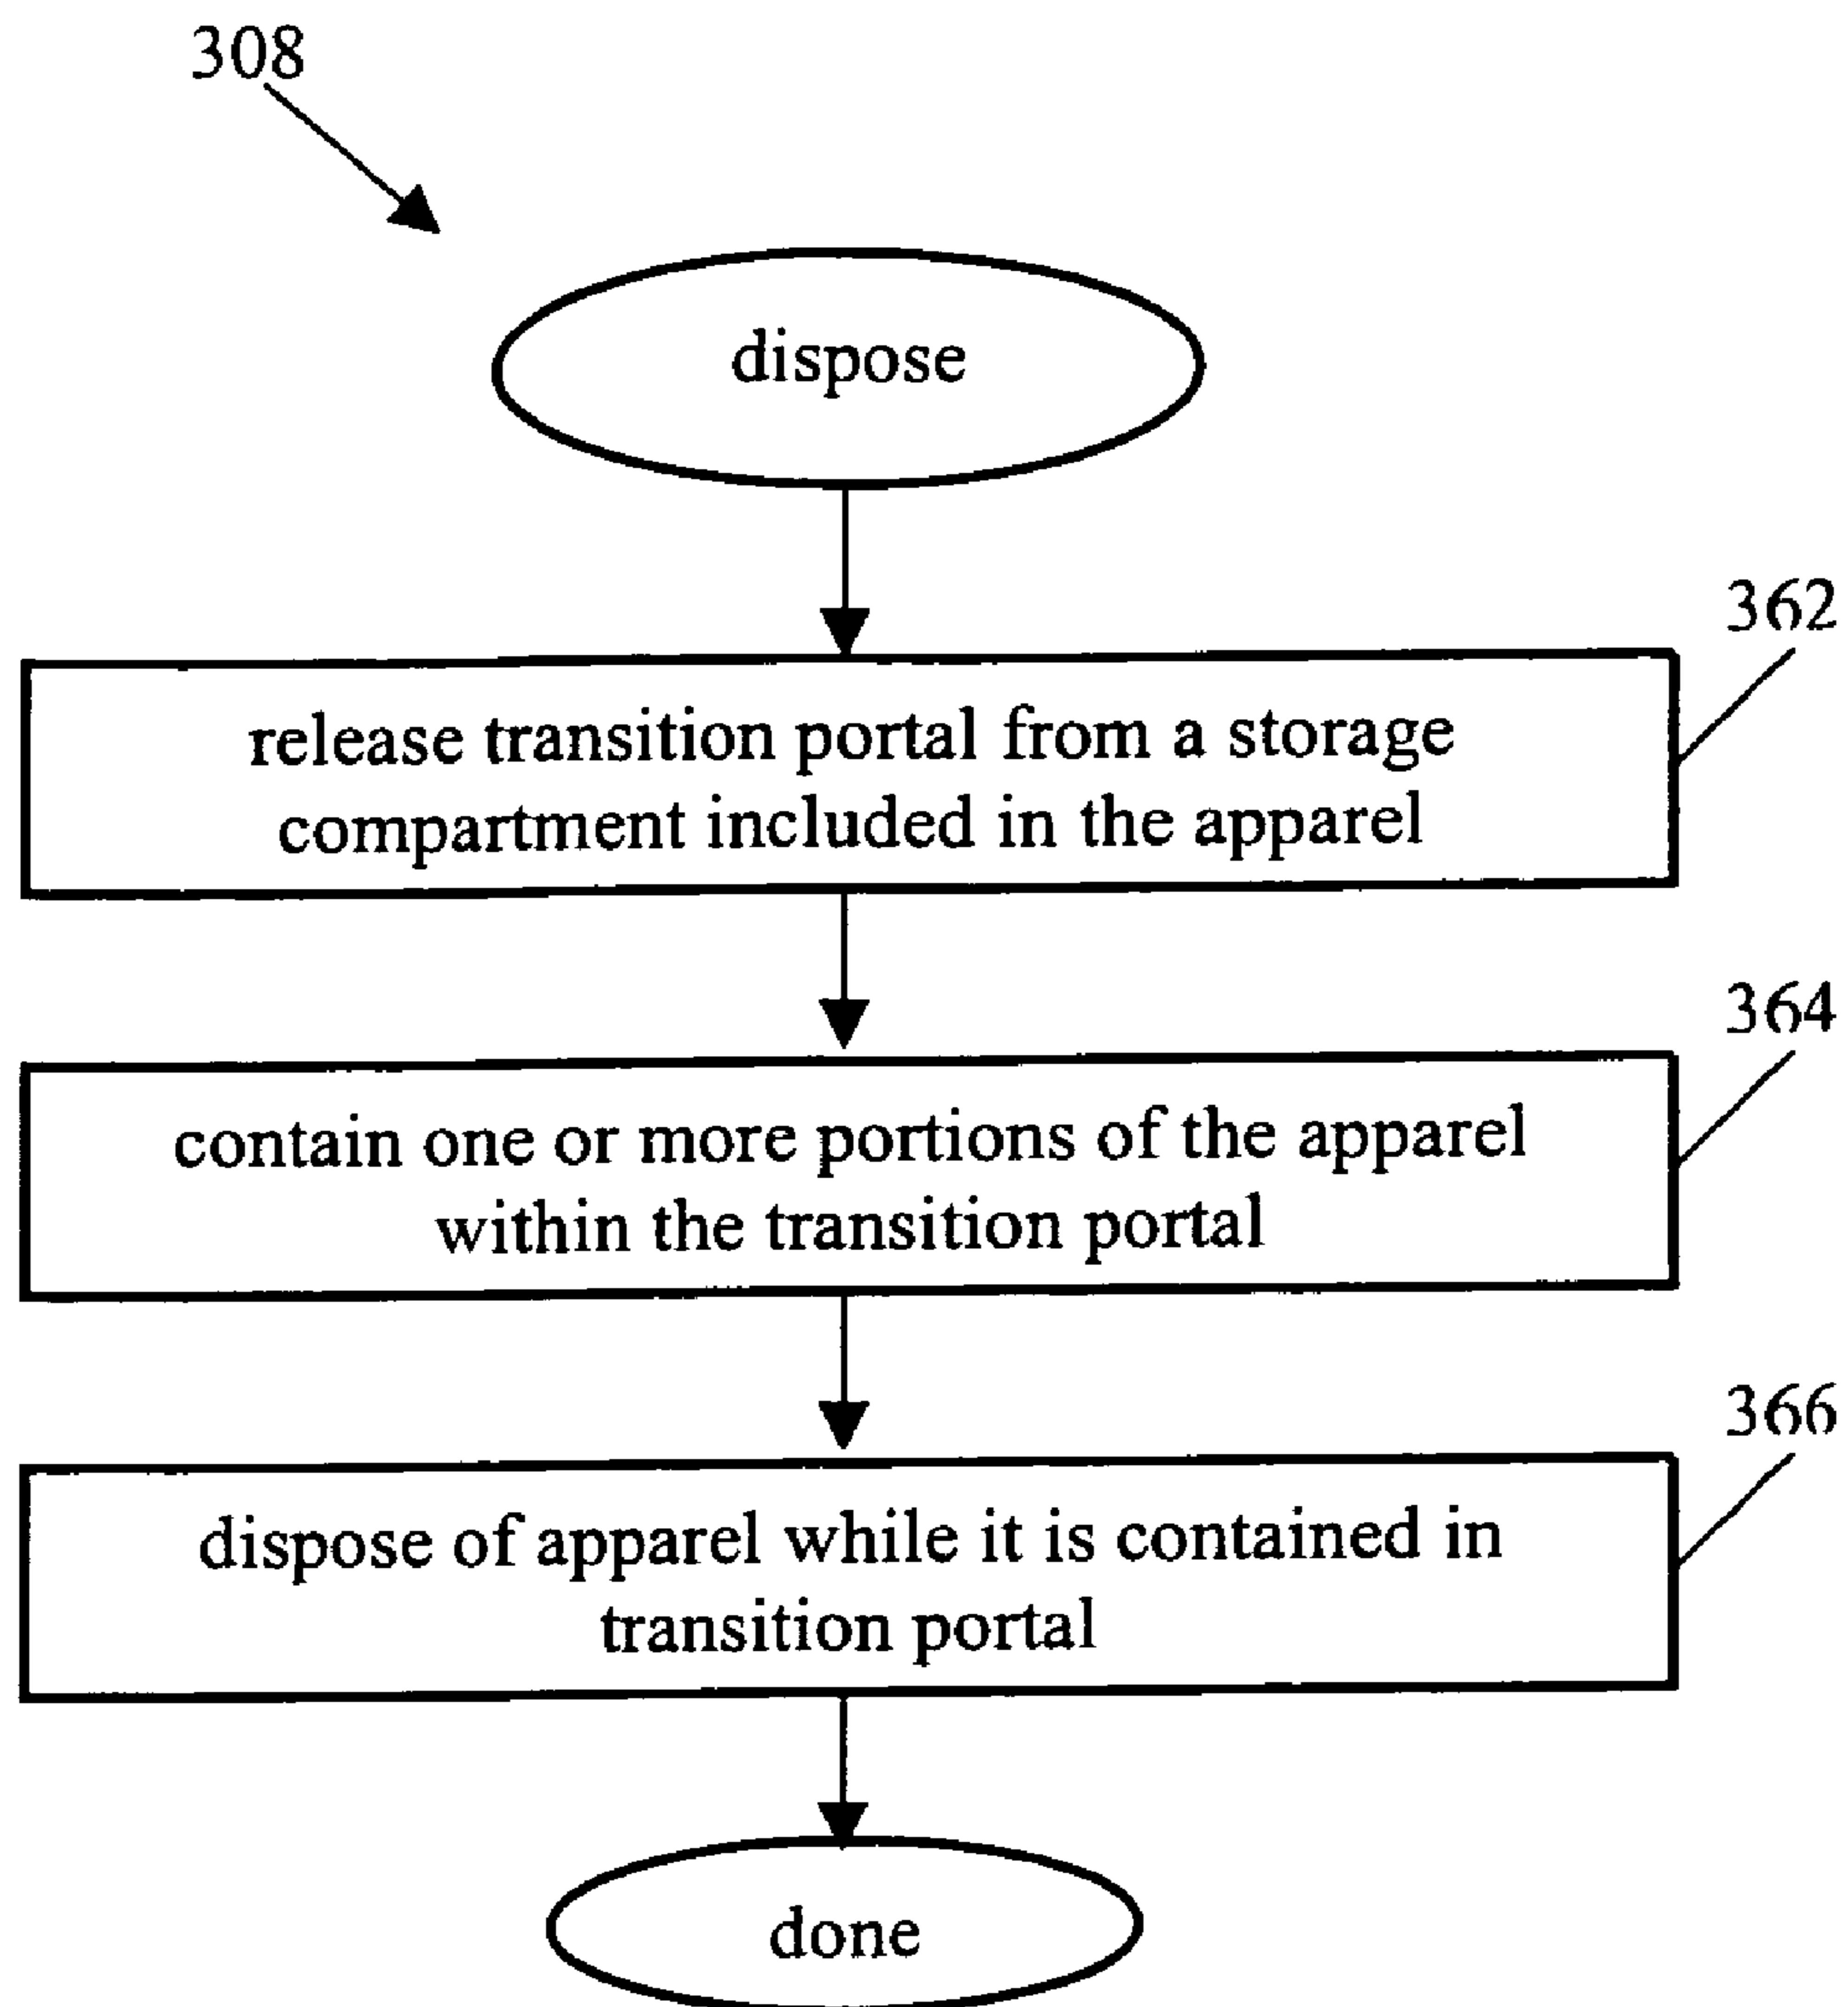 308
dispose
362
release transition portal from a storage
compartment included in the apparel
364
contain one or more portions of the apparel
within the transition portal
366
dispose of apparel while it is contained in
transition portal
done